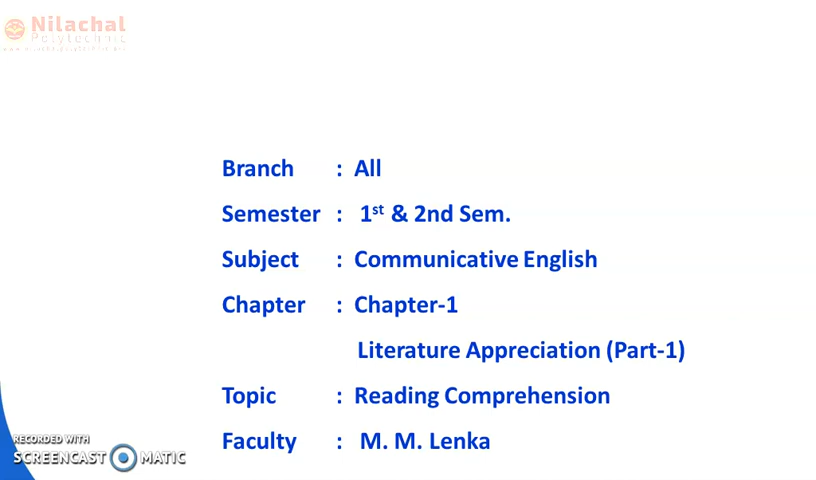 Nilachal
Polytechnic
Branch : All
Semester : 1st & 2nd Sem.
Subject : Communicative English
Chapter : Chapter-1
Literature Appreciation (Part-1)
Topic : Reading Comprehension
Faculty : M. M. Lenka
RECORDED WITH
SCREENCAST MATIC